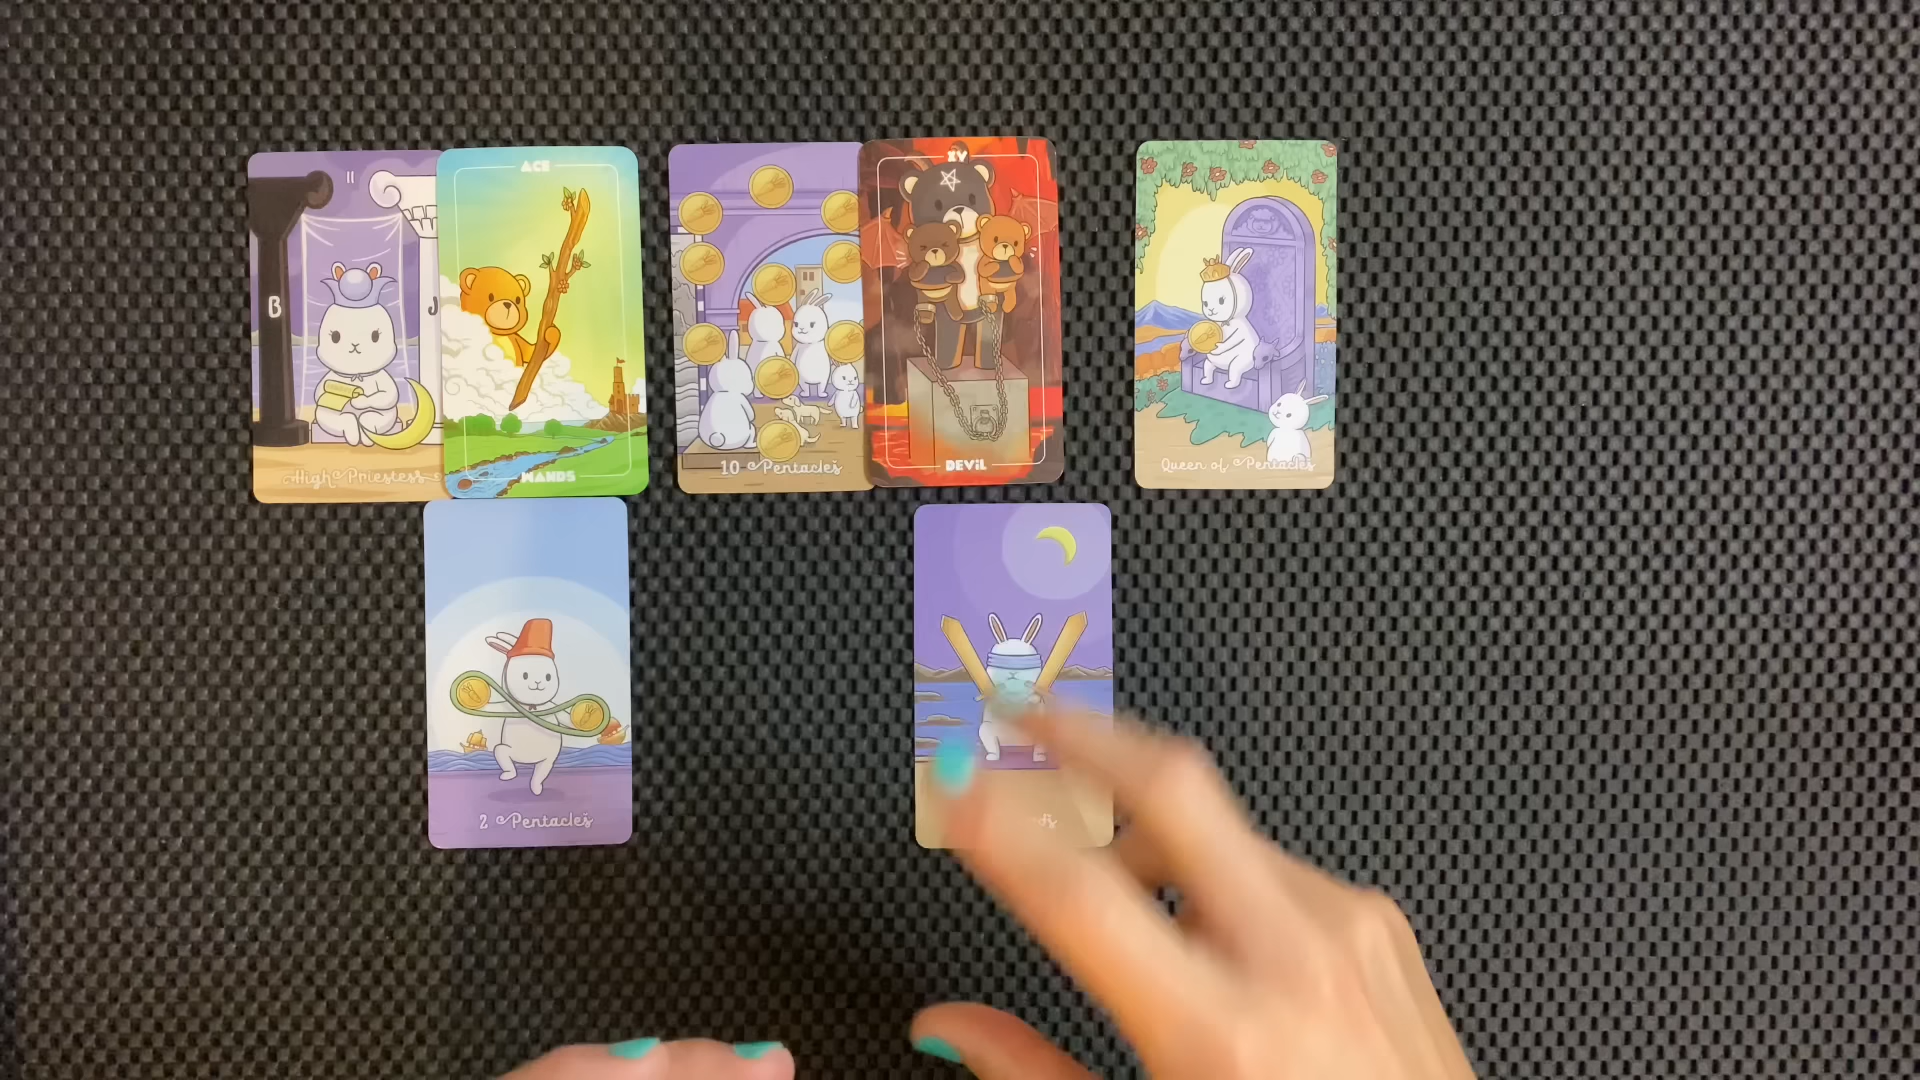 II
B
J
High Priestess
ACE
WANDS
10 Pentacles
XV
DEVIL
Queen of Pentacles
2 Pentacles